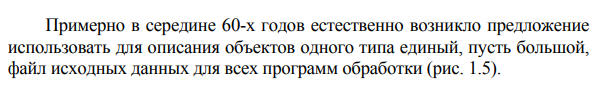 Примерно в середине 60-х годов естественно возникло предложение
использовать для описания объектов одного типа единый, пусть большой,
файл исходных данных для всех программ обработки (рис. 1.5).